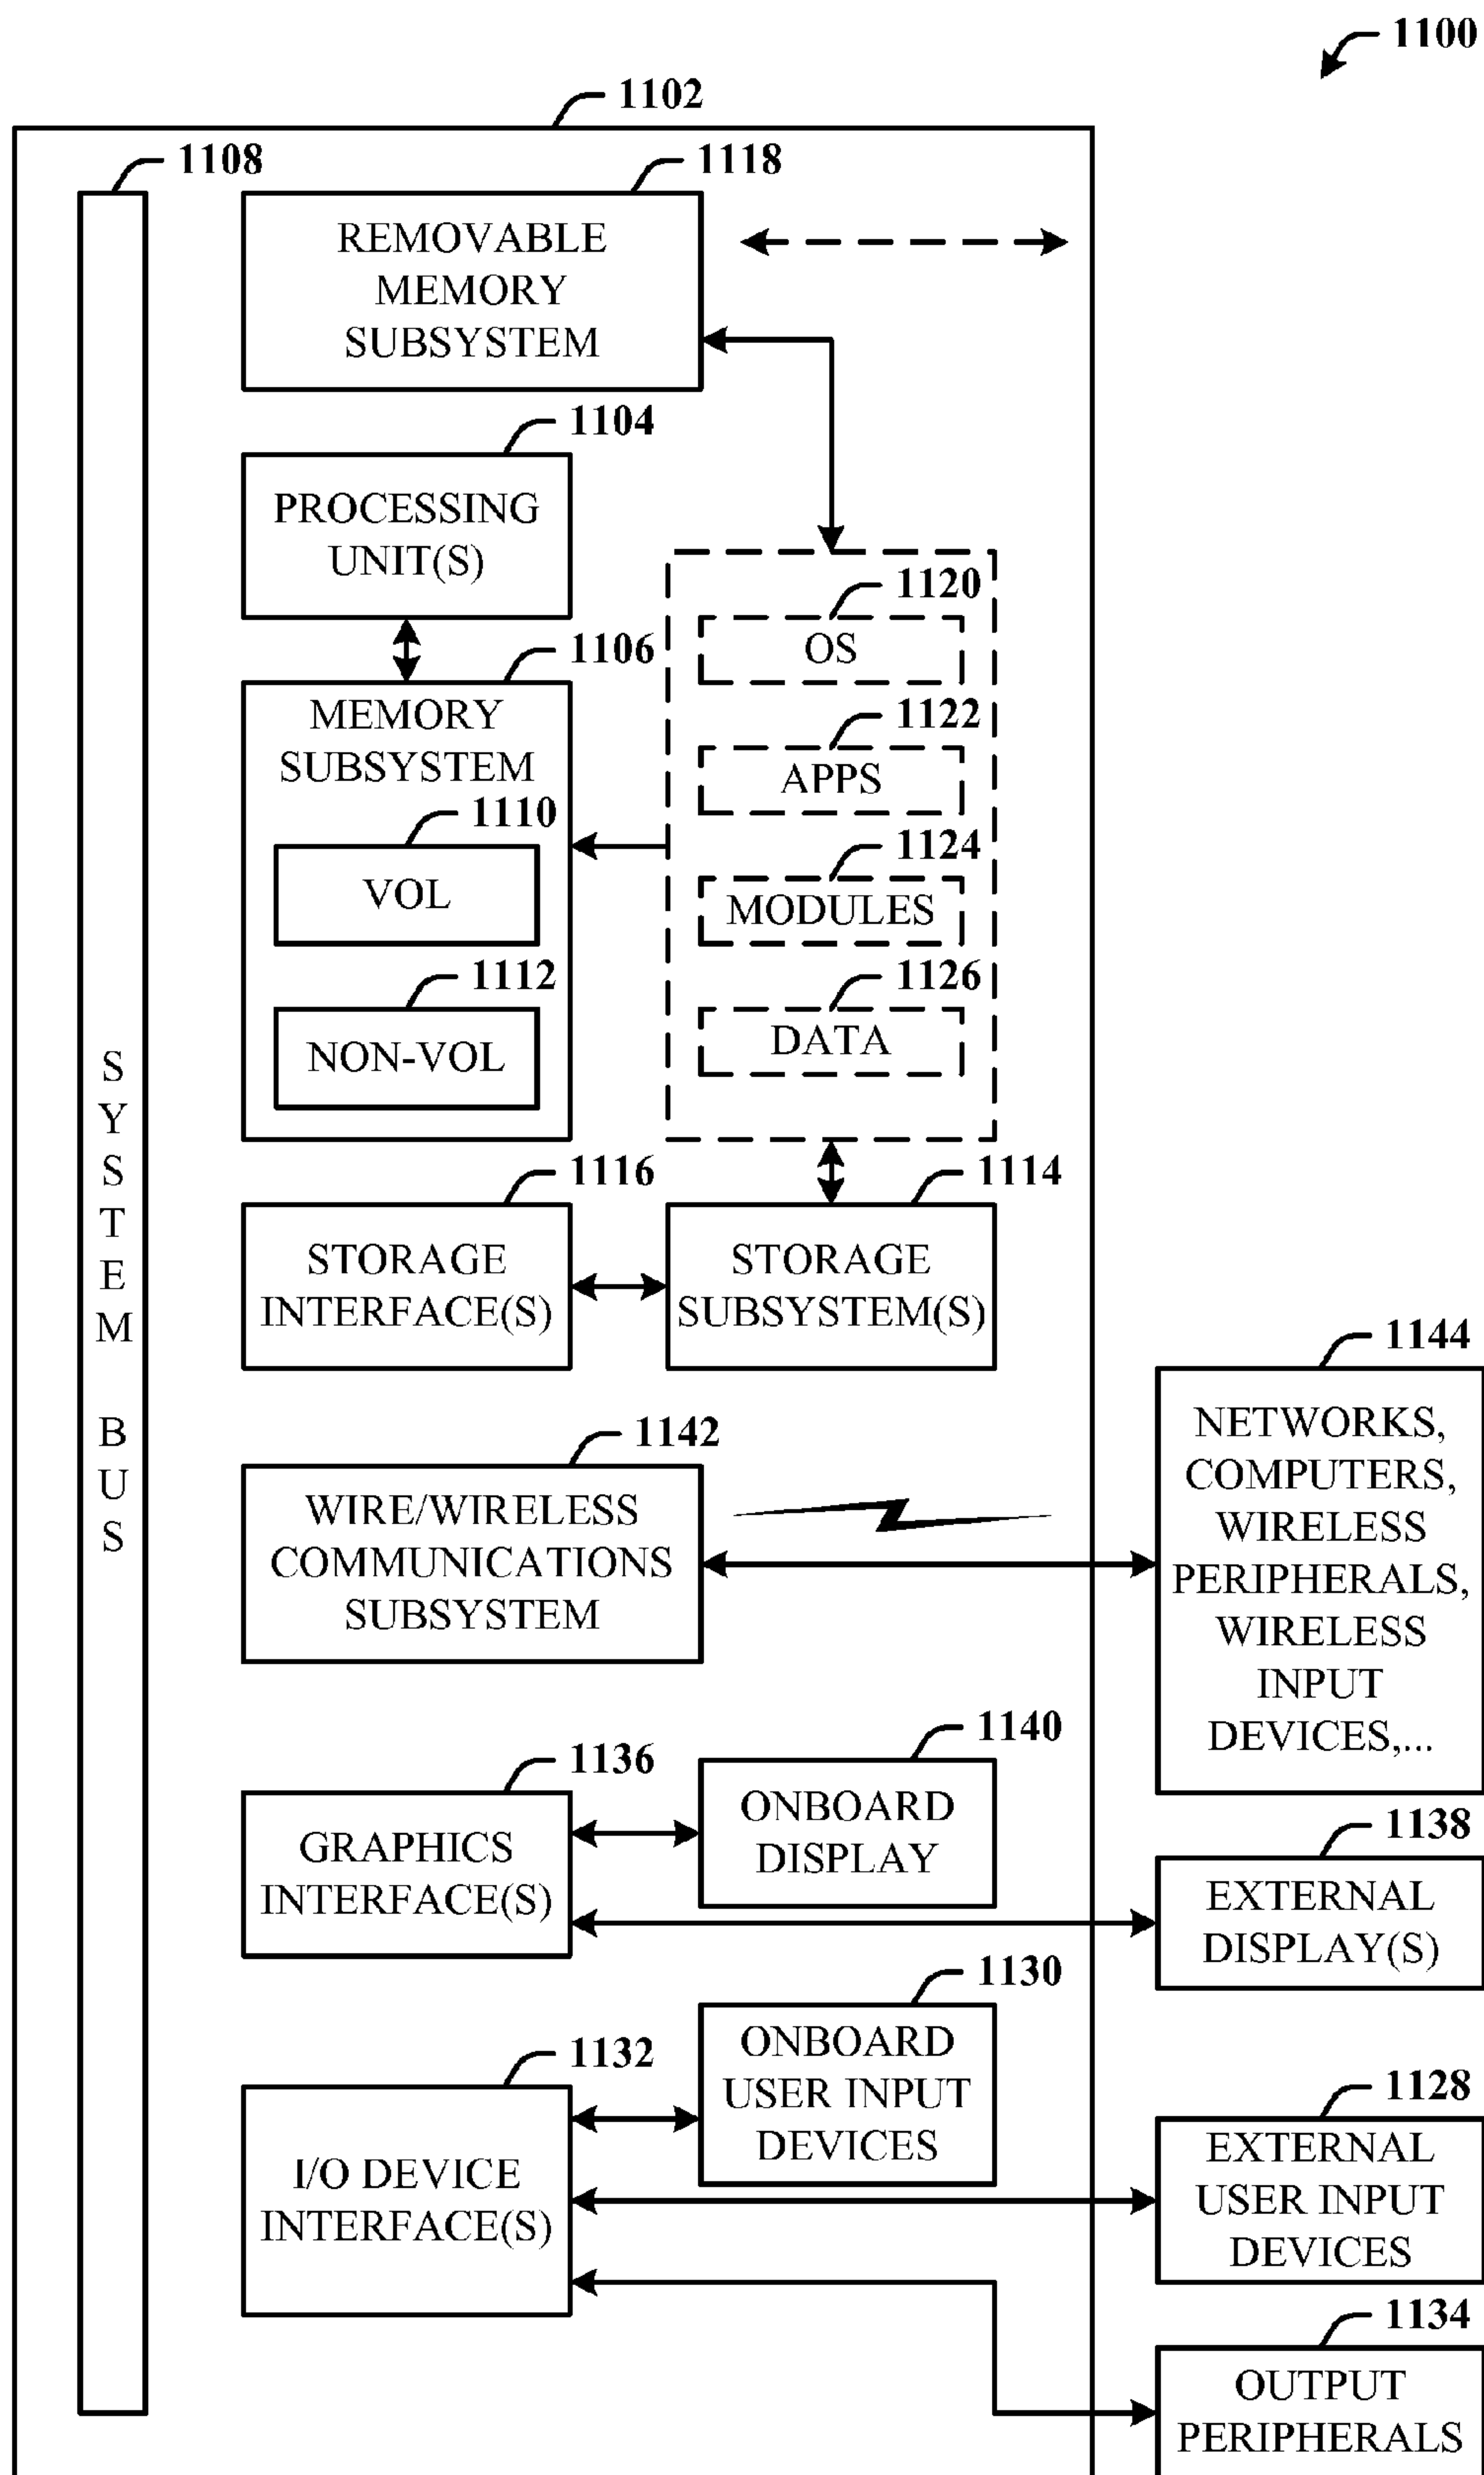 1100
1102
1108
1118
REMOVABLE
MEMORY
SUBSYSTEM
1104
PROCESSING
UNIT(S)
1106
MEMORY
SUBSYSTEM
1110
VOL
1112
NON-VOL
1120
OS
1122
APPS
1124
MODULES
1126
DATA
1116
STORAGE
INTERFACE(S)
1114
STORAGE
SUBSYSTEM(S)
SYSTEM BUS
1142
WIRE/WIRELESS
COMMUNICATIONS
SUBSYSTEM
1144
NETWORKS,
COMPUTERS,
WIRELESS
PERIPHERALS,
WIRELESS
INPUT
DEVICES,...
1136
GRAPHICS
INTERFACE(S)
1140
ONBOARD
DISPLAY
1138
EXTERNAL
DISPLAY(S)
1132
I/O DEVICE
INTERFACE(S)
1130
ONBOARD
USER INPUT
DEVICES
1128
EXTERNAL
USER INPUT
DEVICES
1134
OUTPUT
PERIPHERALS